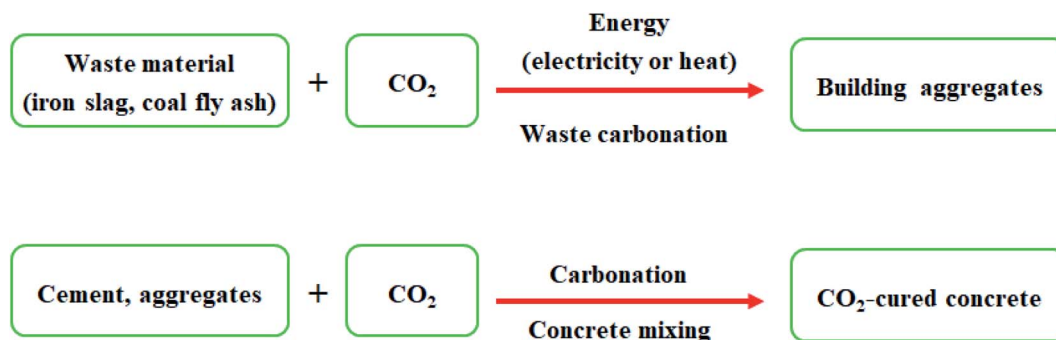 Waste material
(iron slag, coal fly ash)
+
CO₂
Energy
(electricity or heat)
Waste carbonation
Building aggregates
Cement, aggregates
+
CO₂
Carbonation
Concrete mixing
CO₂-cured concrete